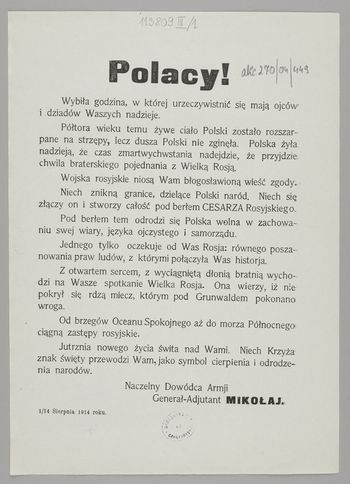 113809 III/1
akc 270/04/449
Polacy!
Wybiła godzina, w której urzeczywistnić się mają ojców
i dziadów Waszych nadzieje.
Półtora wieku temu żywe ciało Polski zostało rozszar-
pane na strzępy, lecz dusza Polski nie zginęła. Polska żyła
nadzieją, że czas zmartwychwstania nadejdzie, że przyjdzie
chwila braterskiego pojednania z Wielką Rosją.
Wojska rosyjskie niosą Wam błogosławioną wieść zgody.
Niech znikną granice, dzielące Polski naród. Niech się
złączy on i stworzy całość pod berłem CESARZA Rosyjskiego.
Pod berłem tem odrodzi się Polska wolna w zachowa-
niu swej wiary, języka ojczystego i samorządu.
Jednego tylko oczekuje od Was Rosja: równego posza-
nowania praw ludów, z którymi połączyła Was historja.
Z otwartem sercem, z wyciągniętą dłonią bratnią wycho-
dzi na Wasze spotkanie Wielka Rosja. Ona wierzy, iż nie
pokrył się rdzą miecz, którym pod Grunwaldem pokonano
wroga.
Od brzegów Oceanu Spokojnego aż do morza Północnego
ciągną zastępy rosyjskie.
Jutrznia nowego życia świta nad Wami. Niech Krzyża
znak święty przewodzi Wam, jako symbol cierpienia i odrodze-
nia narodów.
Naczelny Dowódca Armji
Generał-Adjutant MIKOŁAJ.
1/14 Sierpnia 1914 roku.